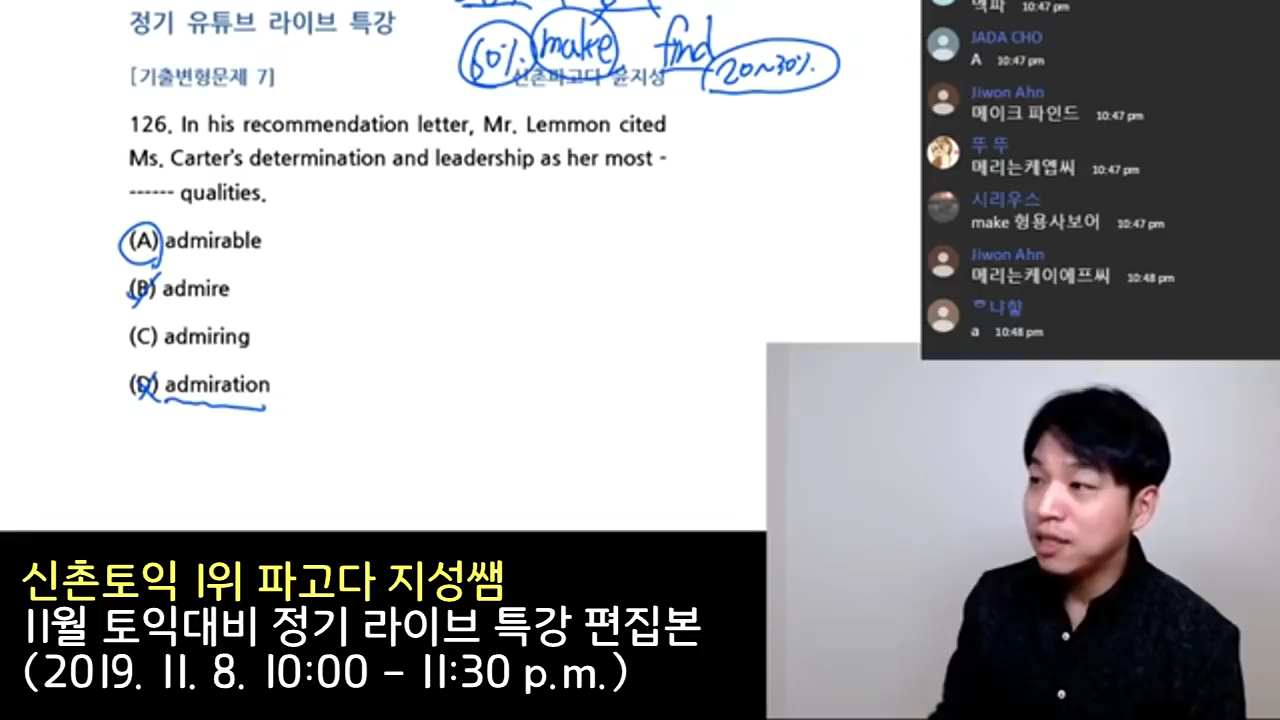 정기 유튜브 라이브 특강
60% make find 20~30%
[기출변형문제 7] 신촌파고다 윤지성
126. In his recommendation letter, Mr. Lemmon cited
Ms. Carter's determination and leadership as her most -
------ qualities.
(A) admirable
(B) admire
(C) admiring
(D) admiration
10:47 pm
JADA CHO
A 10:47 pm
Jiwon Ahn
메이크 파인드 10:47 pm
뚜 뚜
메리는케엡씨 10:47 pm
시리우스
make 형용사보어 10:47 pm
Jiwon Ahn
메리는케이에프씨 10:48 pm
ᄒ냐햝
a 10:48 pm
신촌토익 1위 파고다 지성쌤
11월 토익대비 정기 라이브 특강 편집본
(2019. 11. 8. 10:00 - 11:30 p.m.)